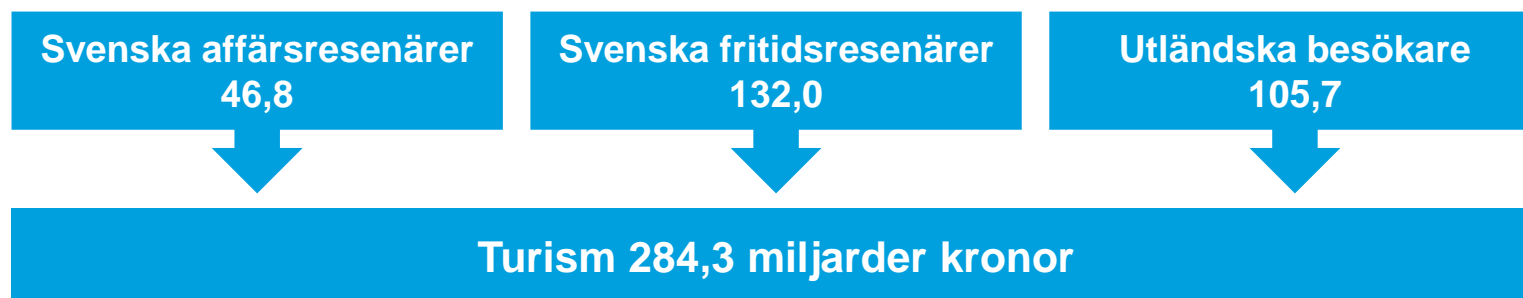 Svenska affärsresenärer
46,8
Svenska fritidsresenärer
132,0
Utländska besökare
105,7
Turism 284,3 miljarder kronor